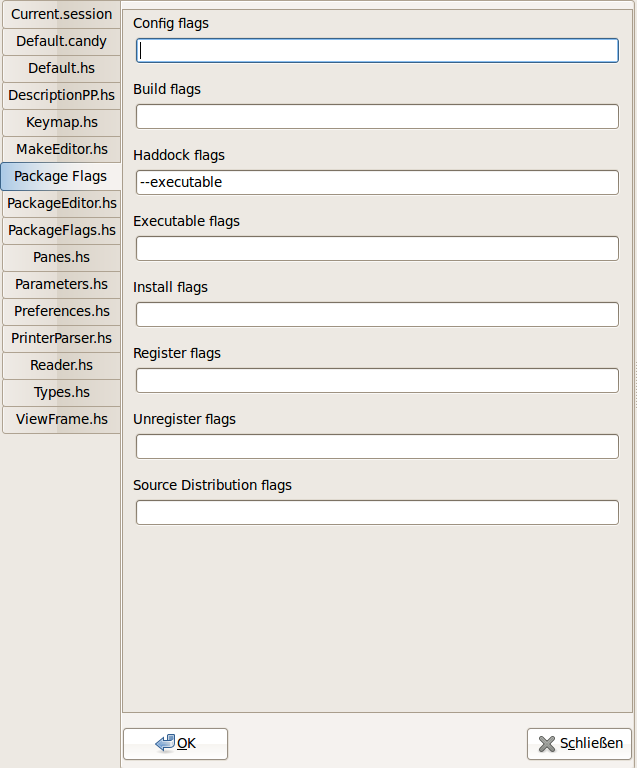 Current.session
Default.candy
Default.hs
DescriptionPP.hs
Keymap.hs
MakeEditor.hs
Package Flags
PackageEditor.hs
PackageFlags.hs
Panes.hs
Parameters.hs
Preferences.hs
PrinterParser.hs
Reader.hs
Types.hs
ViewFrame.hs
Config flags
Build flags
Haddock flags
--executable
Executable flags
Install flags
Register flags
Unregister flags
Source Distribution flags
OK
Schließen